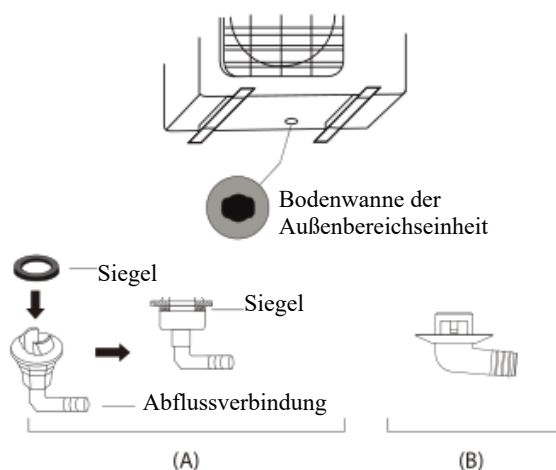 Bodenwanne der
Außenbereichseinheit
Siegel
Siegel
Abflussverbindung
(A)
(B)